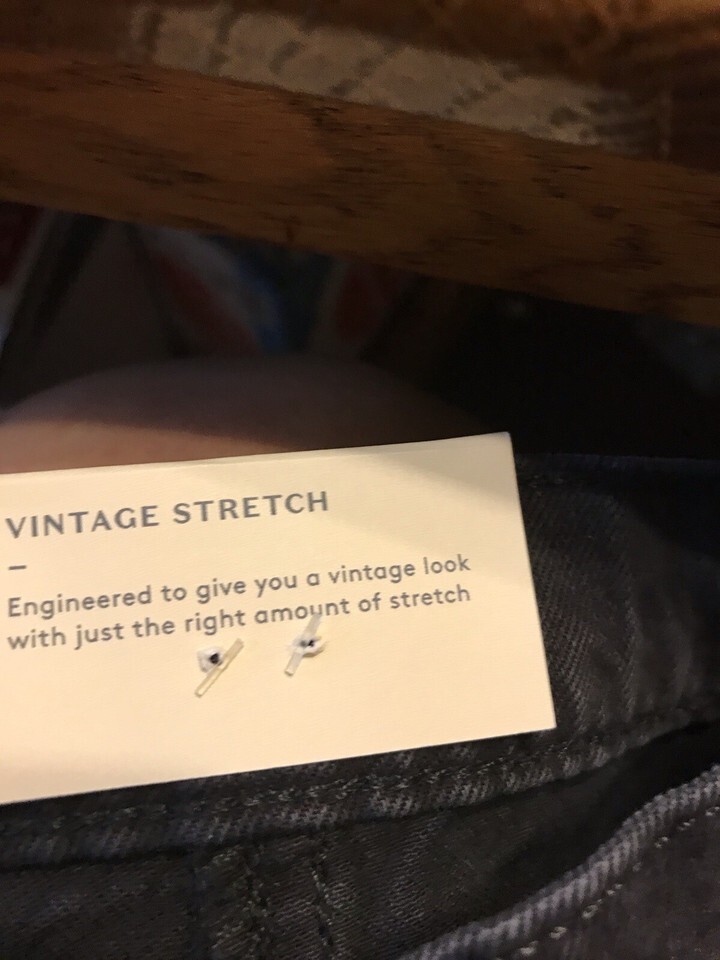 VINTAGE STRETCH
–
Engineered to give you a vintage look
with just the right amount of stretch